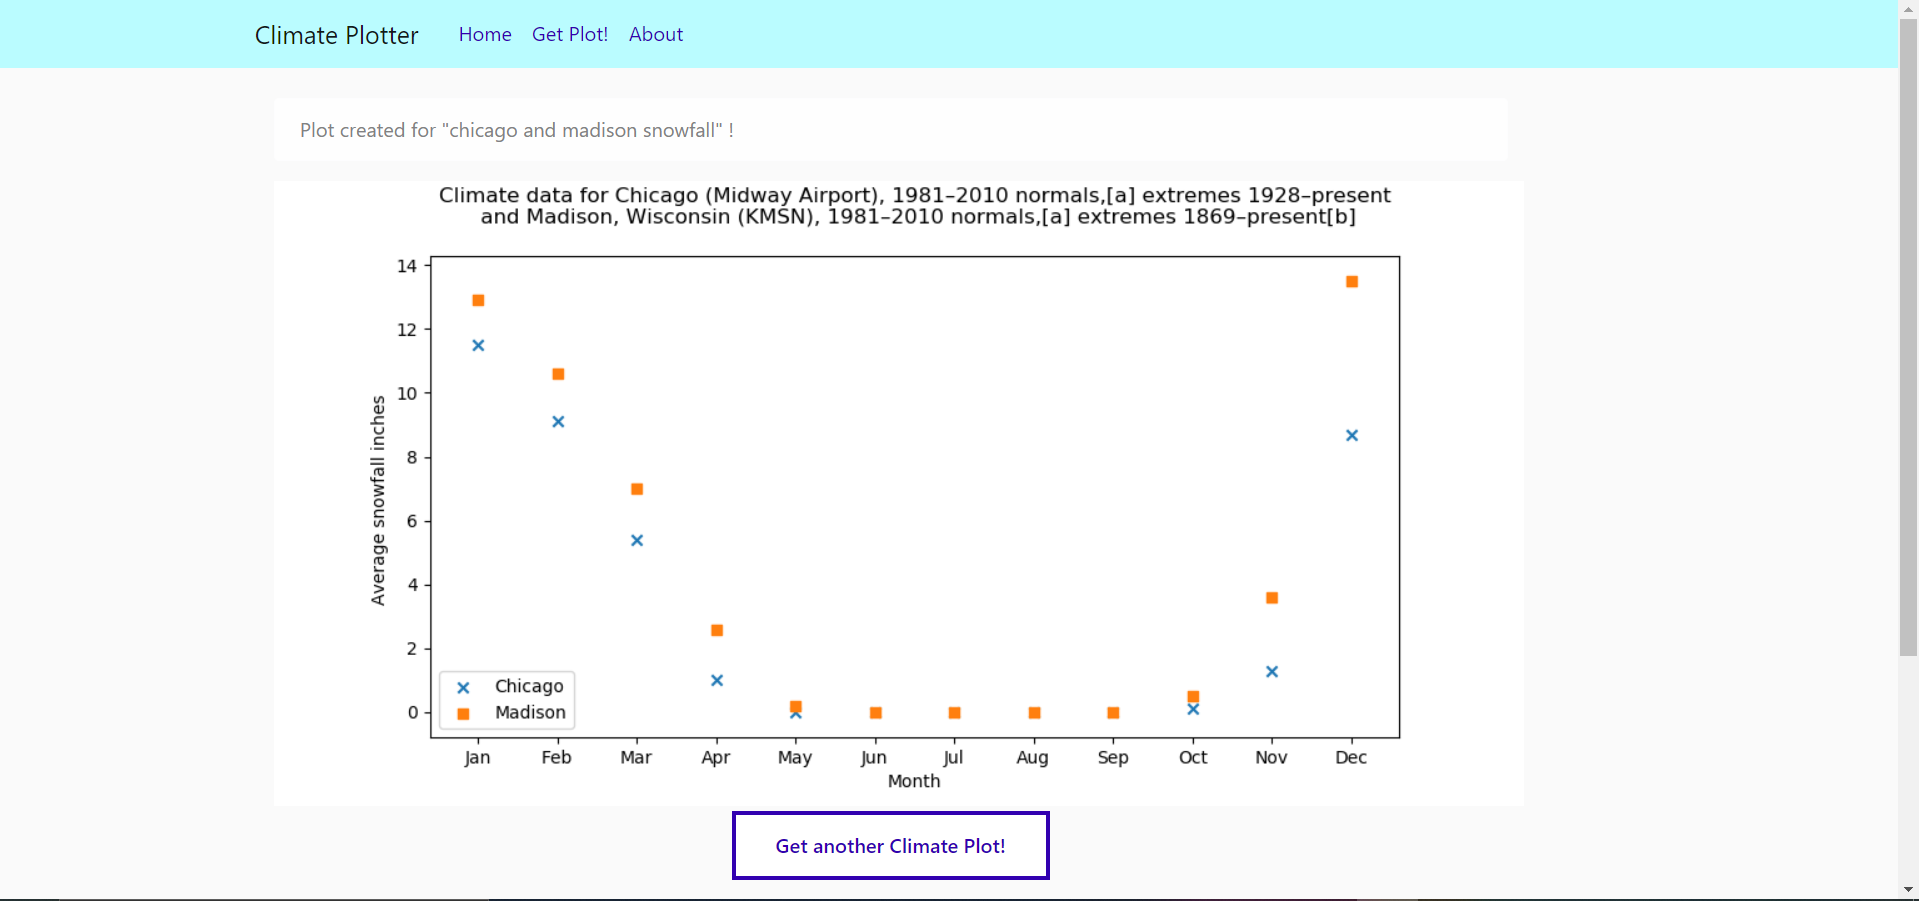 Climate Plotter Home Get Plot! About
Plot created for "chicago and madison snowfall" !
Climate data for Chicago (Midway Airport), 1981–2010 normals,[a] extremes 1928–present
and Madison, Wisconsin (KMSN), 1981–2010 normals,[a] extremes 1869–present[b]
14
12
10
8
6
4
2
0
Average snowfall inches
Chicago
Madison
Jan Feb Mar Apr May Jun Jul Aug Sep Oct Nov Dec
Month
Get another Climate Plot!